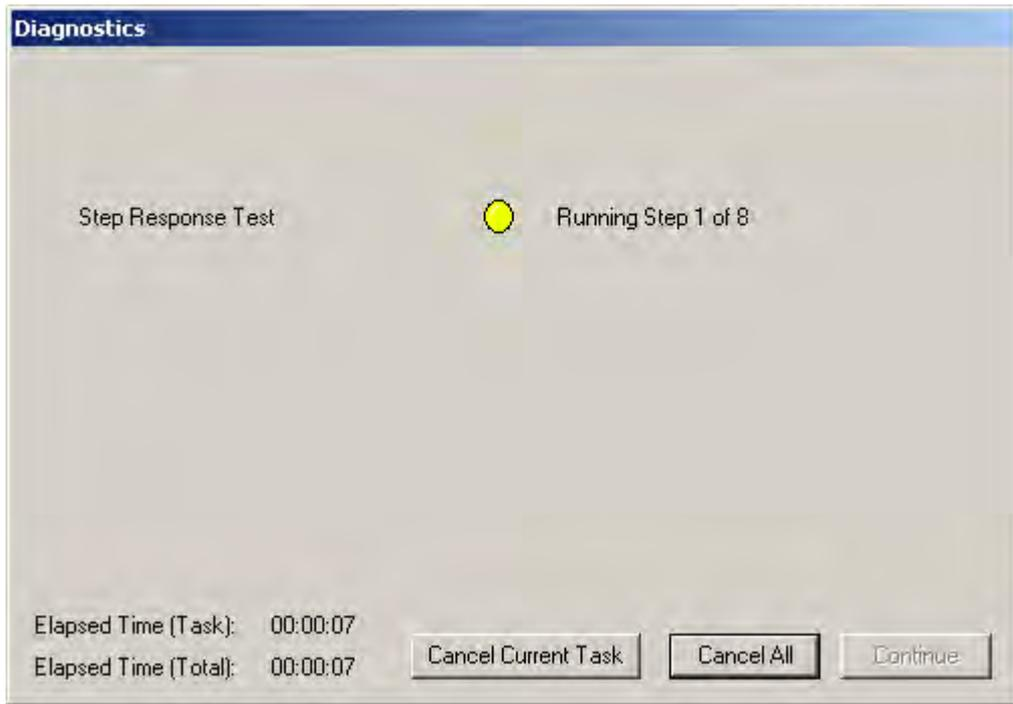 Diagnostics
Step Response Test
Running Step 1 of 8
Elapsed Time (Task): 00:00:07
Elapsed Time (Total): 00:00:07
Cancel Current Task
Cancel All
Continue